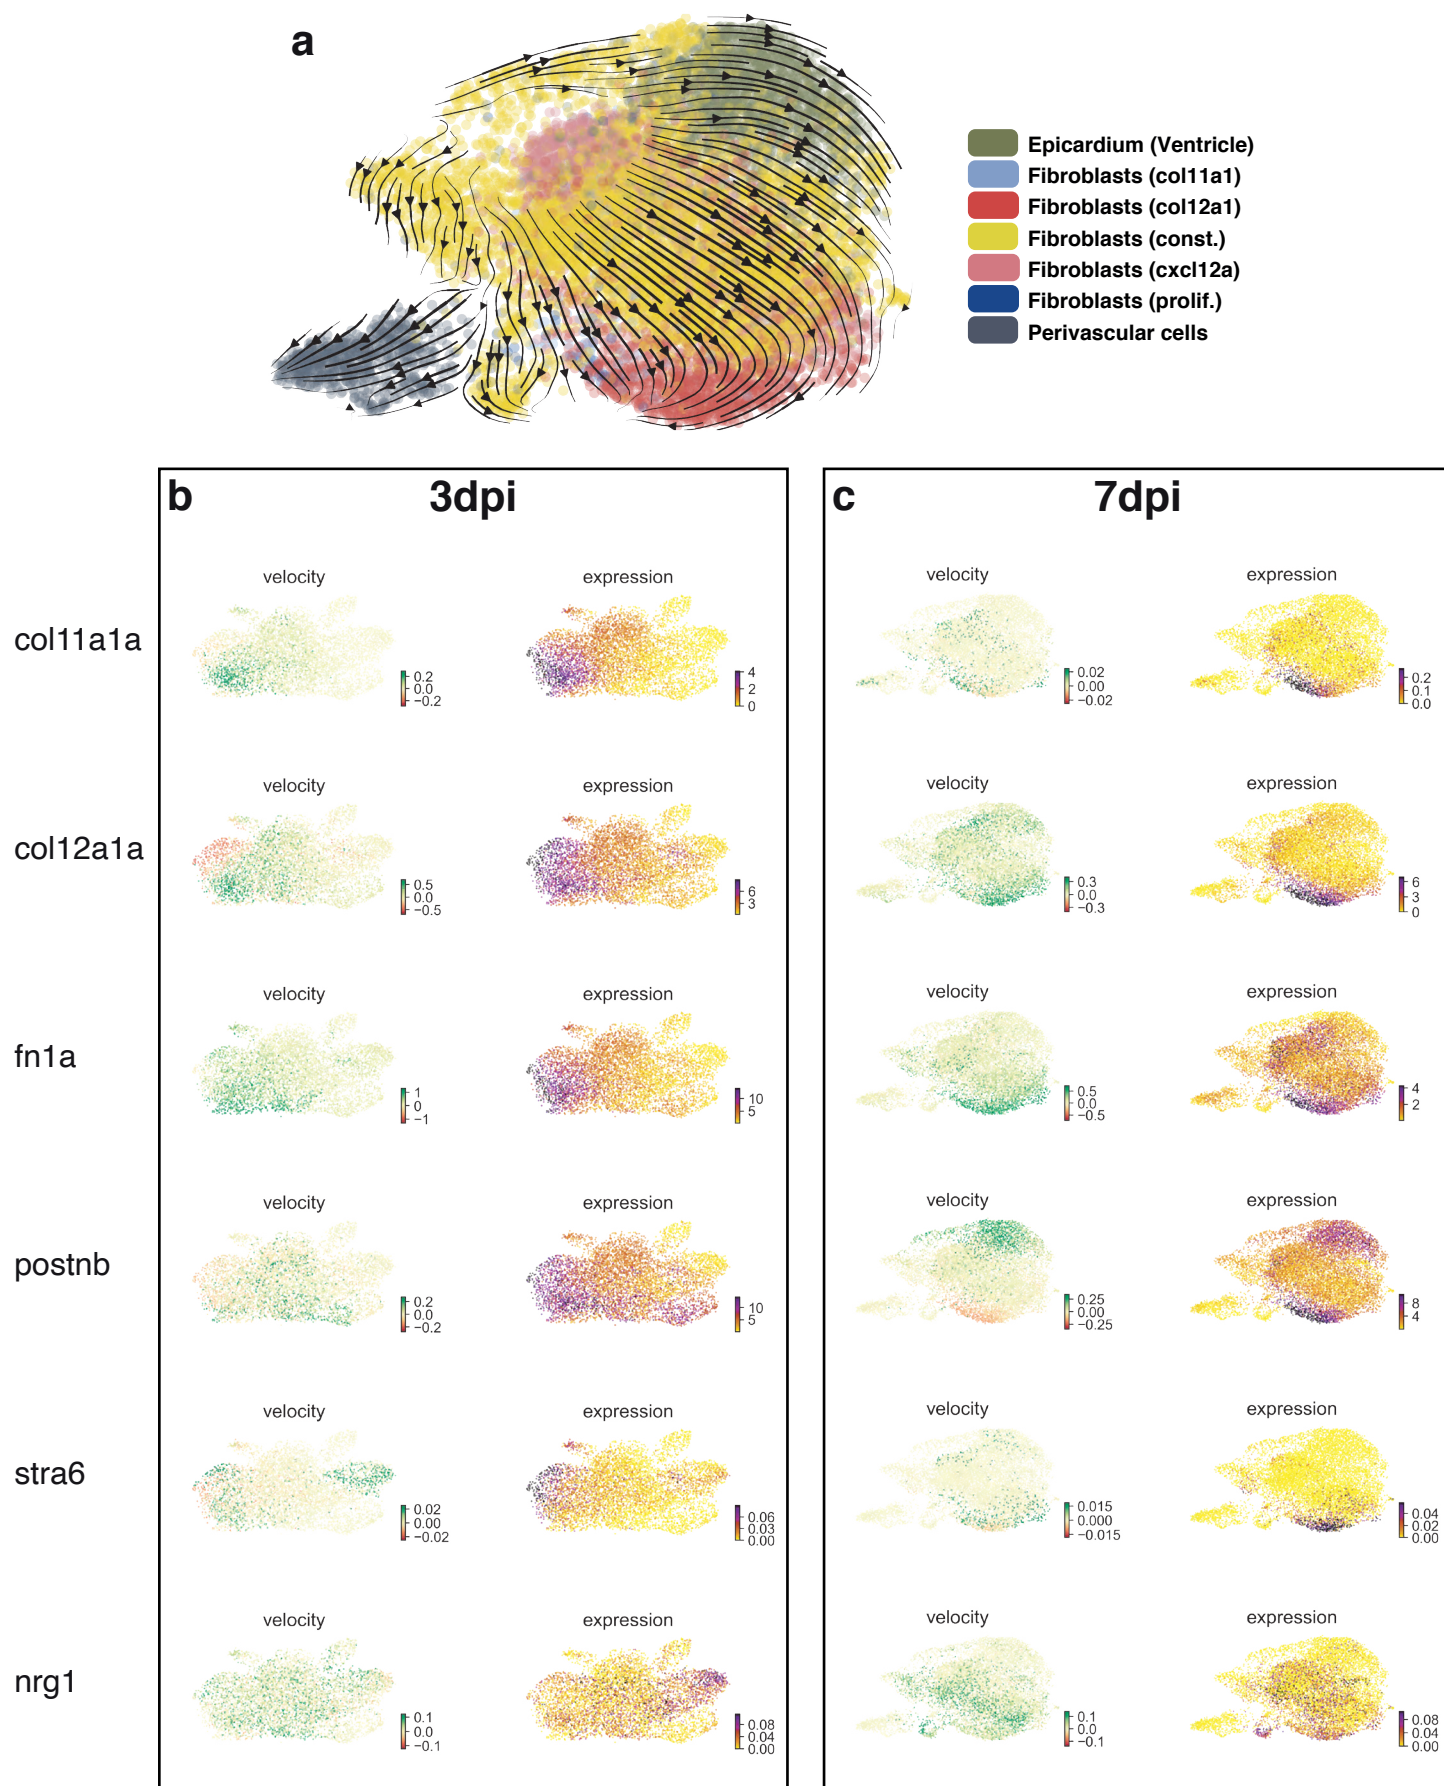 a
Epicardium (Ventricle)
Fibroblasts (col11a1)
Fibroblasts (col12a1)
Fibroblasts (const.)
Fibroblasts (cxcl12a)
Fibroblasts (prolif.)
Perivascular cells
b 3dpi
c 7dpi
col11a1a
velocity
0.2
0.0
−0.2
expression
4
2
0
velocity
0.02
0.00
−0.02
expression
0.2
0.1
0.0
col12a1a
velocity
0.5
0.0
−0.5
expression
6
3
velocity
0.3
0.0
−0.3
expression
6
3
0
fn1a
velocity
1
0
−1
expression
10
5
velocity
0.5
0.0
−0.5
expression
4
2
postnb
velocity
0.2
0.0
−0.2
expression
10
5
velocity
0.25
0.00
−0.25
expression
8
4
stra6
velocity
0.02
0.00
−0.02
expression
0.06
0.03
0.00
velocity
0.015
0.000
−0.015
expression
0.04
0.02
0.00
nrg1
velocity
0.1
0.0
−0.1
expression
0.08
0.04
0.00
velocity
0.1
0.0
−0.1
expression
0.08
0.04
0.00